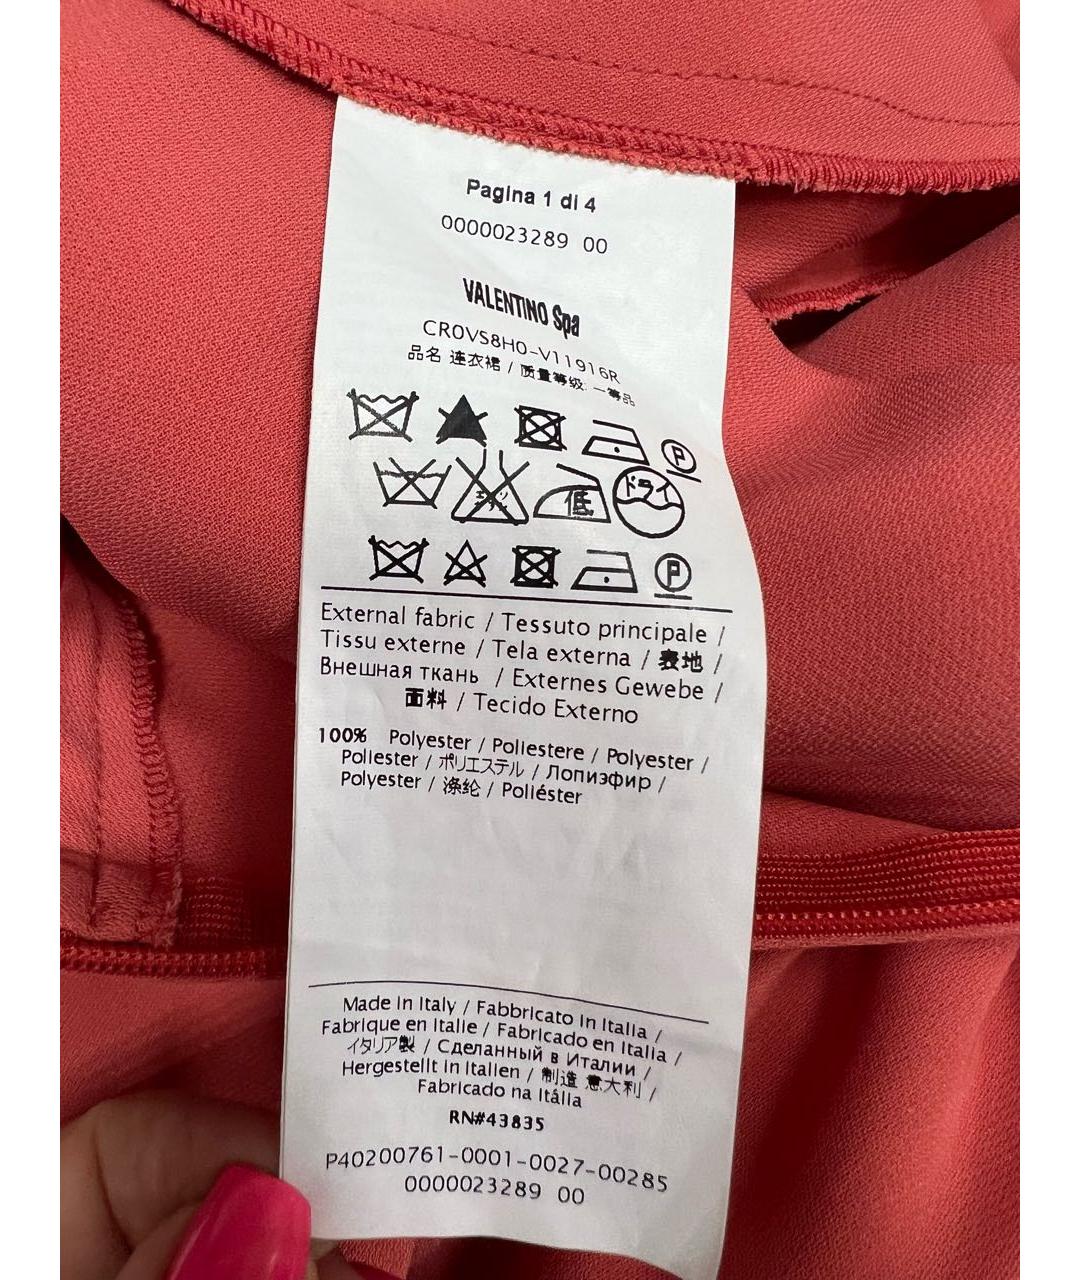 Pagina 1 di 4
0000023289 00
VALENTINO Spa
CR0VS8H0-V11916R
品名 连衣裙 / 质量等级: 一等品
P
エンソ
低
ドライ
P
External fabric / Tessuto principale /
Tissu externe / Tela externa / 表地 /
Внешная ткань / Externes Gewebe /
面料 / Tecido Externo
100% Polyester / Poliestere / Polyester /
Poliester / ポリエステル / Лопиэфир /
Polyester / 涤纶 / Poliéster
Made in Italy / Fabbricato in Italia /
Fabrique en Italie / Fabricado en Italia /
イタリア製 / Сделанный в Италии /
Hergestellt in Italien / 制造 意大利 /
Fabricado na Itâlia
RN#43835
P40200761-0001-0027-00285
0000023289 00